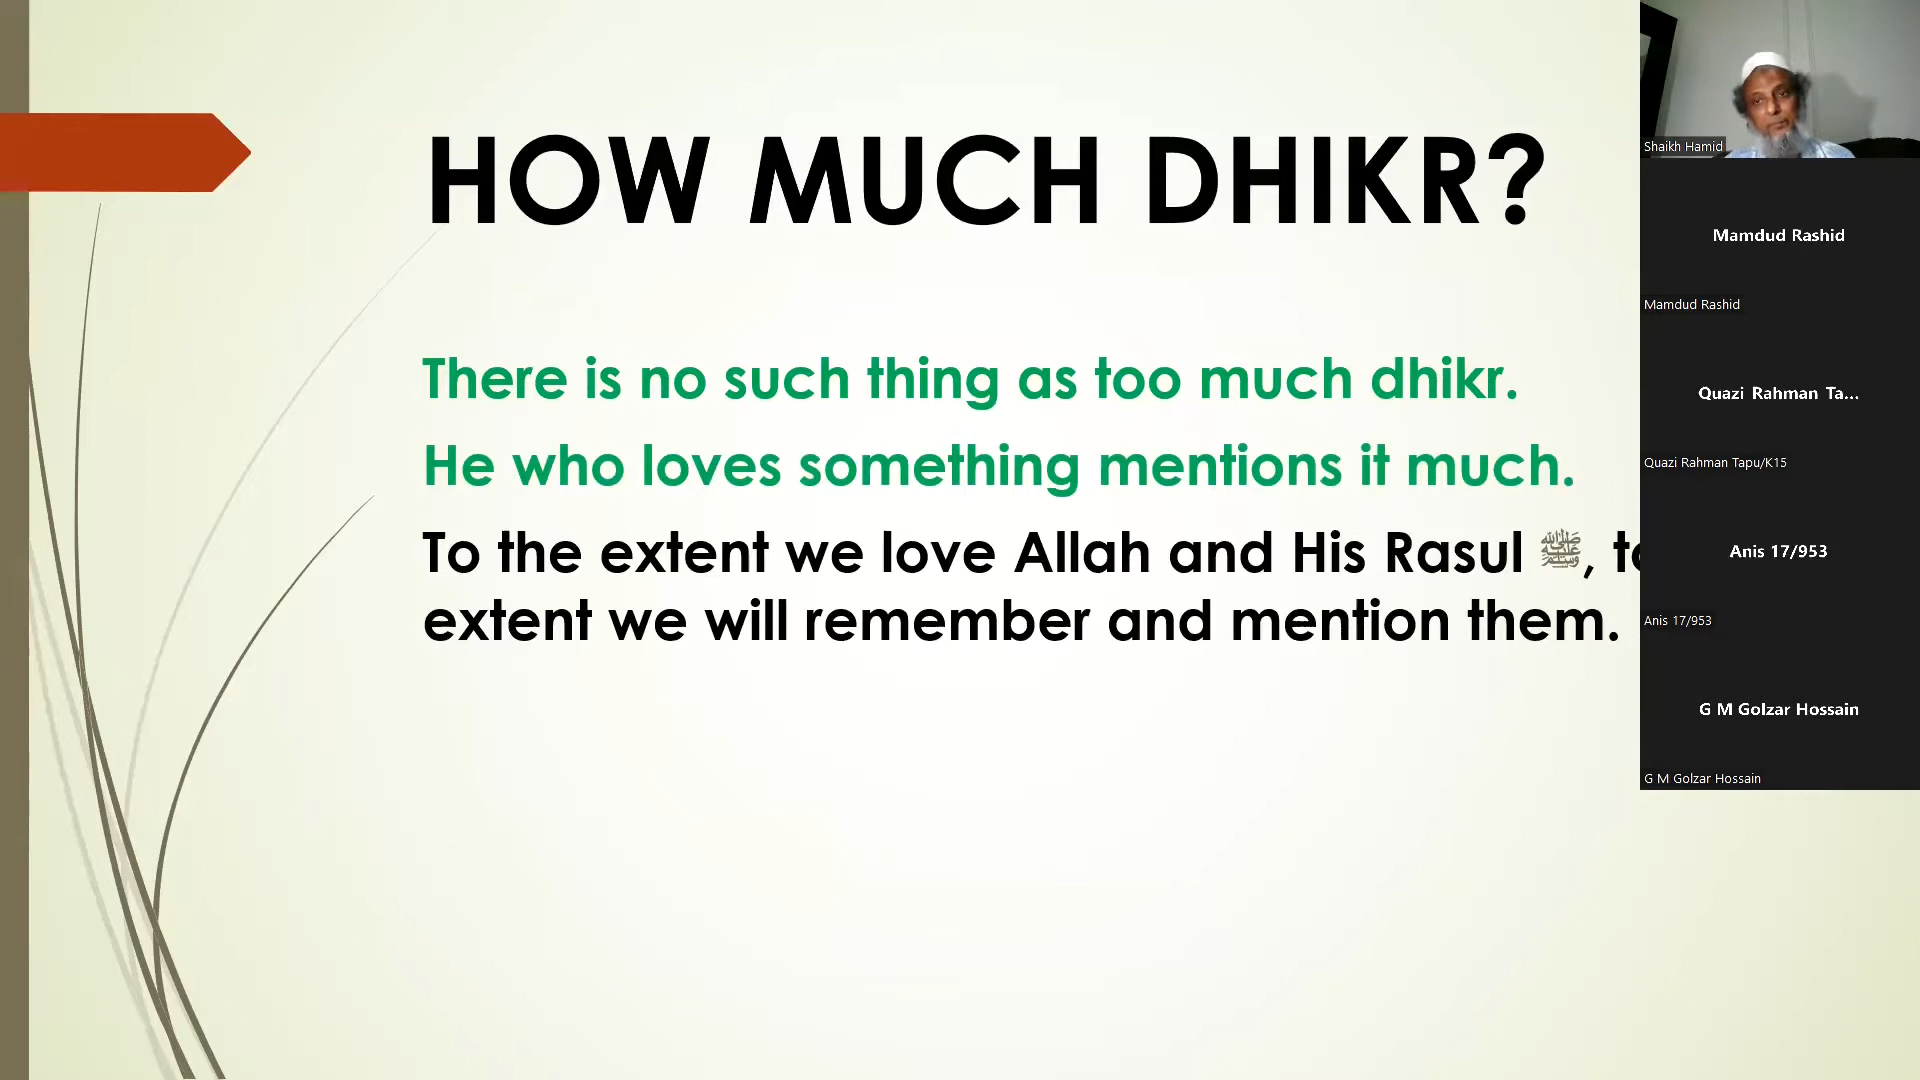 HOW MUCH DHIKR?
There is no such thing as too much dhikr.
He who loves something mentions it much.
To the extent we love Allah and His Rasul ﷺ,
extent we will remember and mention them.
Shaikh Hamid
Mamdud Rashid
Mamdud Rashid
Quazi Rahman Ta...
Quazi Rahman Tapu/K15
Anis 17/953
Anis 17/953
G M Golzar Hossain
G M Golzar Hossain